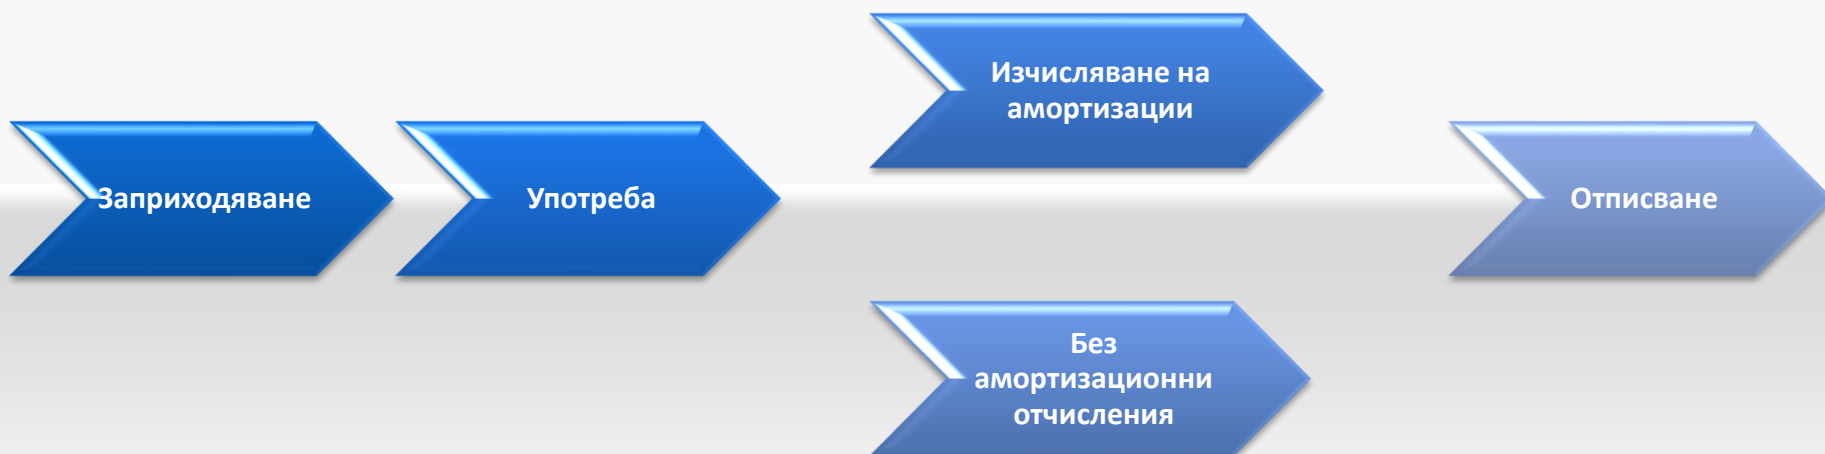 Заприходяване
Употреба
Изчисляване на
амортизации
Без
амортизационни
отчисления
Отписване